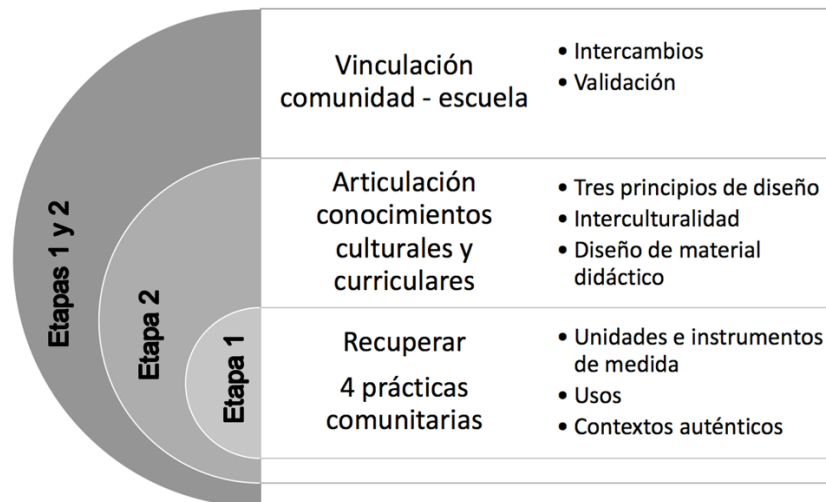 Etapas 1 y 2
Vinculación
comunidad - escuela
• Intercambios
• Validación
Etapa 2
Articulación
conocimientos
culturales y
curriculares
• Tres principios de diseño
• Interculturalidad
• Diseño de material
didáctico
Etapa 1
Recuperar
4 prácticas
comunitarias
• Unidades e instrumentos
de medida
• Usos
• Contextos auténticos